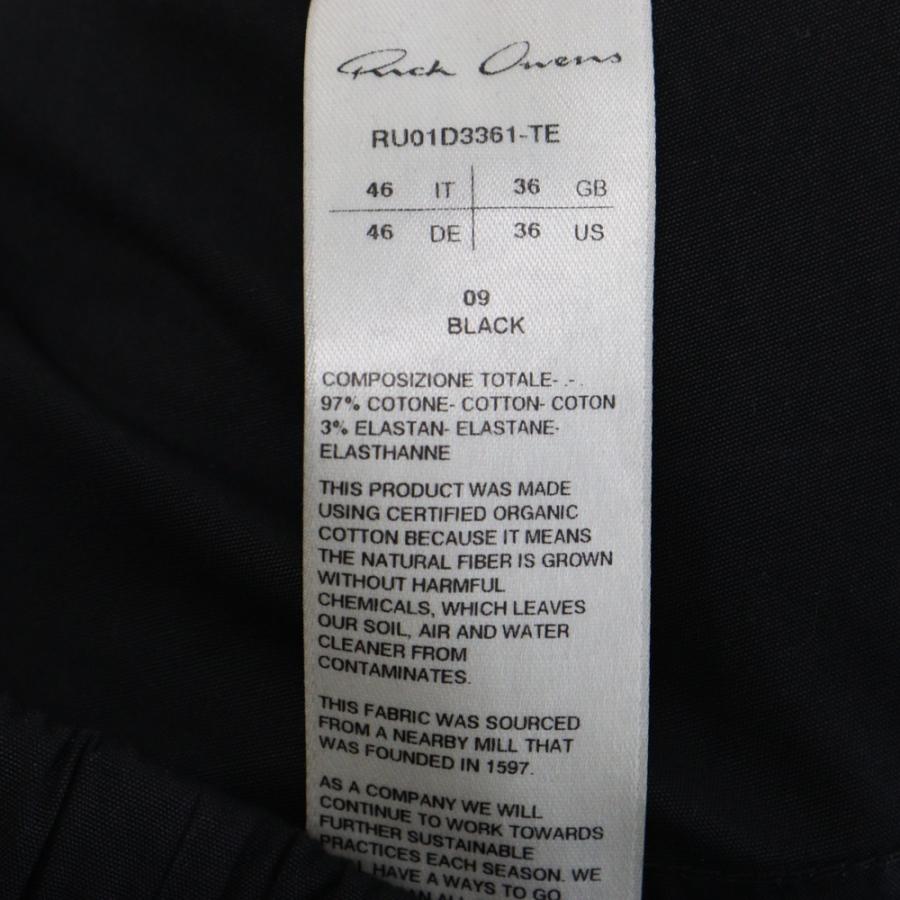 Rick Owens
RU01D3361-TE
46 IT 36 GB
46 DE 36 US
09
BLACK
COMPOSIZIONE TOTALE- .- .
97% COTONE- COTTON- COTON
3% ELASTAN- ELASTANE-
ELASTHANNE
THIS PRODUCT WAS MADE
USING CERTIFIED ORGANIC
COTTON BECAUSE IT MEANS
THE NATURAL FIBER IS GROWN
WITHOUT HARMFUL
CHEMICALS, WHICH LEAVES
OUR SOIL, AIR AND WATER
CLEANER FROM
CONTAMINATES.
THIS FABRIC WAS SOURCED
FROM A NEARBY MILL THAT
WAS FOUNDED IN 1597.
AS A COMPANY WE WILL
CONTINUE TO WORK TOWARDS
FURTHER SUSTAINABLE
PRACTICES EACH SEASON. WE
HAVE A WAYS TO GO